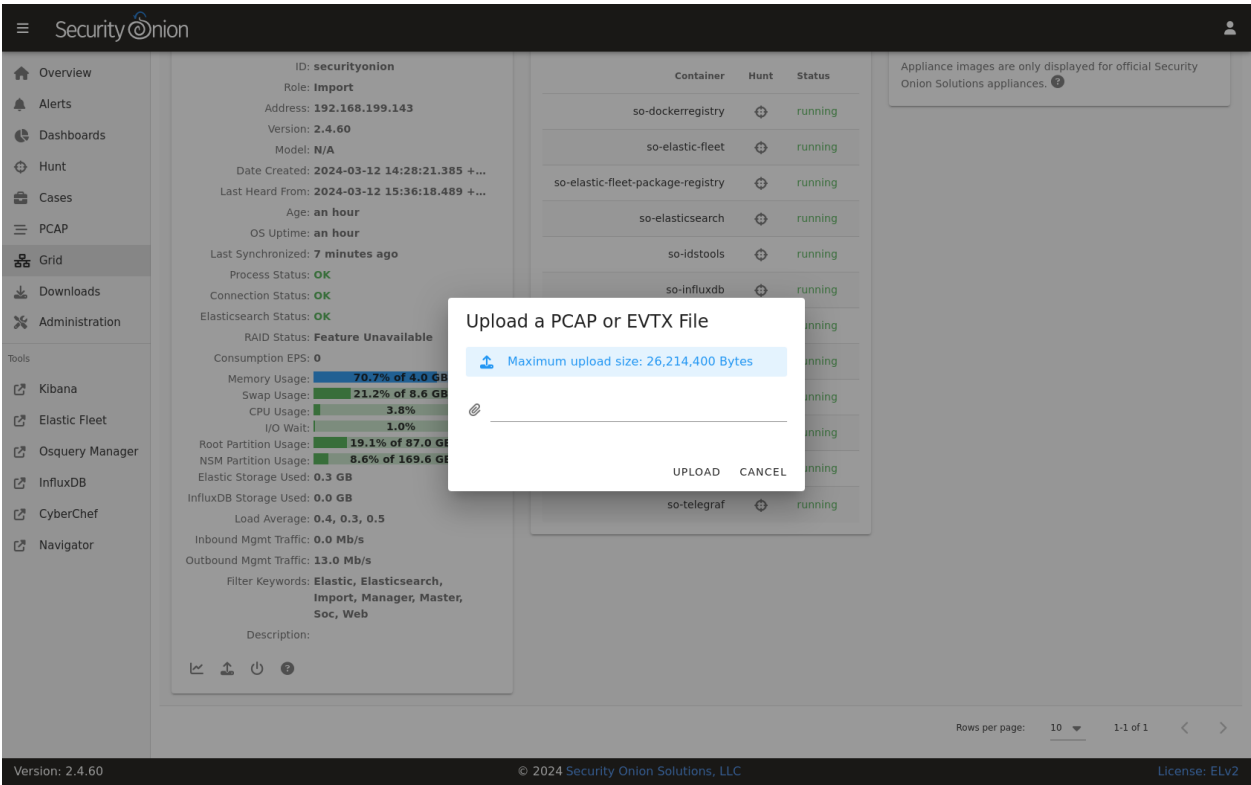 Security Onion
Overview
Alerts
Dashboards
Hunt
Cases
PCAP
Grid
Downloads
Administration
Tools
Kibana
Elastic Fleet
Osquery Manager
InfluxDB
CyberChef
Navigator
ID: securityonion
Role: Import
Address: 192.168.199.143
Version: 2.4.60
Model: N/A
Date Created: 2024-03-12 14:28:21.385 +...
Last Heard From: 2024-03-12 15:36:18.489 +...
Age: an hour
OS Uptime: an hour
Last Synchronized: 7 minutes ago
Process Status: OK
Connection Status: OK
Elasticsearch Status: OK
RAID Status: Feature Unavailable
Consumption EPS: 0
Memory Usage: 70.7% of 4.0 GB
Swap Usage: 21.2% of 8.6 GB
CPU Usage: 3.8%
I/O Wait: 1.0%
Root Partition Usage: 19.1% of 87.0 GB
NSM Partition Usage: 8.6% of 169.6 GB
Elastic Storage Used: 0.3 GB
InfluxDB Storage Used: 0.0 GB
Load Average: 0.4, 0.3, 0.5
Inbound Mgmt Traffic: 0.0 Mb/s
Outbound Mgmt Traffic: 13.0 Mb/s
Filter Keywords: Elastic, Elasticsearch,
Import, Manager, Master,
Soc, Web
Description:
Container Hunt Status
so-dockerregistry running
so-elastic-fleet running
so-elastic-fleet-package-registry running
so-elasticsearch running
so-idstools running
so-influxdb running
unning
unning
unning
unning
unning
so-telegraf running
Appliance images are only displayed for official Security
Onion Solutions appliances.
Upload a PCAP or EVTX File
Maximum upload size: 26,214,400 Bytes
UPLOAD CANCEL
Rows per page: 10 1-1 of 1
Version: 2.4.60
© 2024 Security Onion Solutions, LLC
License: ELv2